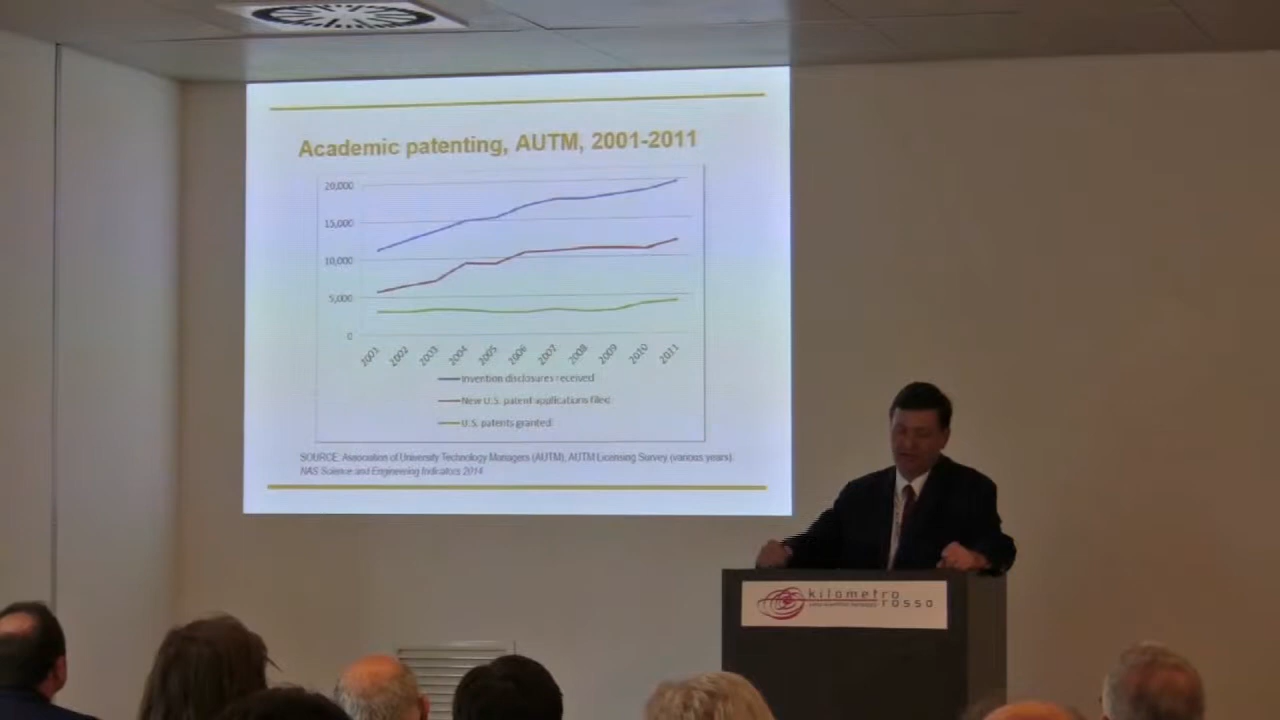 Academic patenting, AUTM, 2001-2011
20,000
15,000
10,000
5,000
0
2001 2002 2003 2004 2005 2006 2007 2008 2009 2010 2011
Invention disclosures received
New U.S. patent applications filed
U.S. patents granted
SOURCE: Association of University Technology Managers (AUTM), AUTM Licensing Survey (various years).
NAS Science and Engineering Indicators 2014
kilometro
rosso